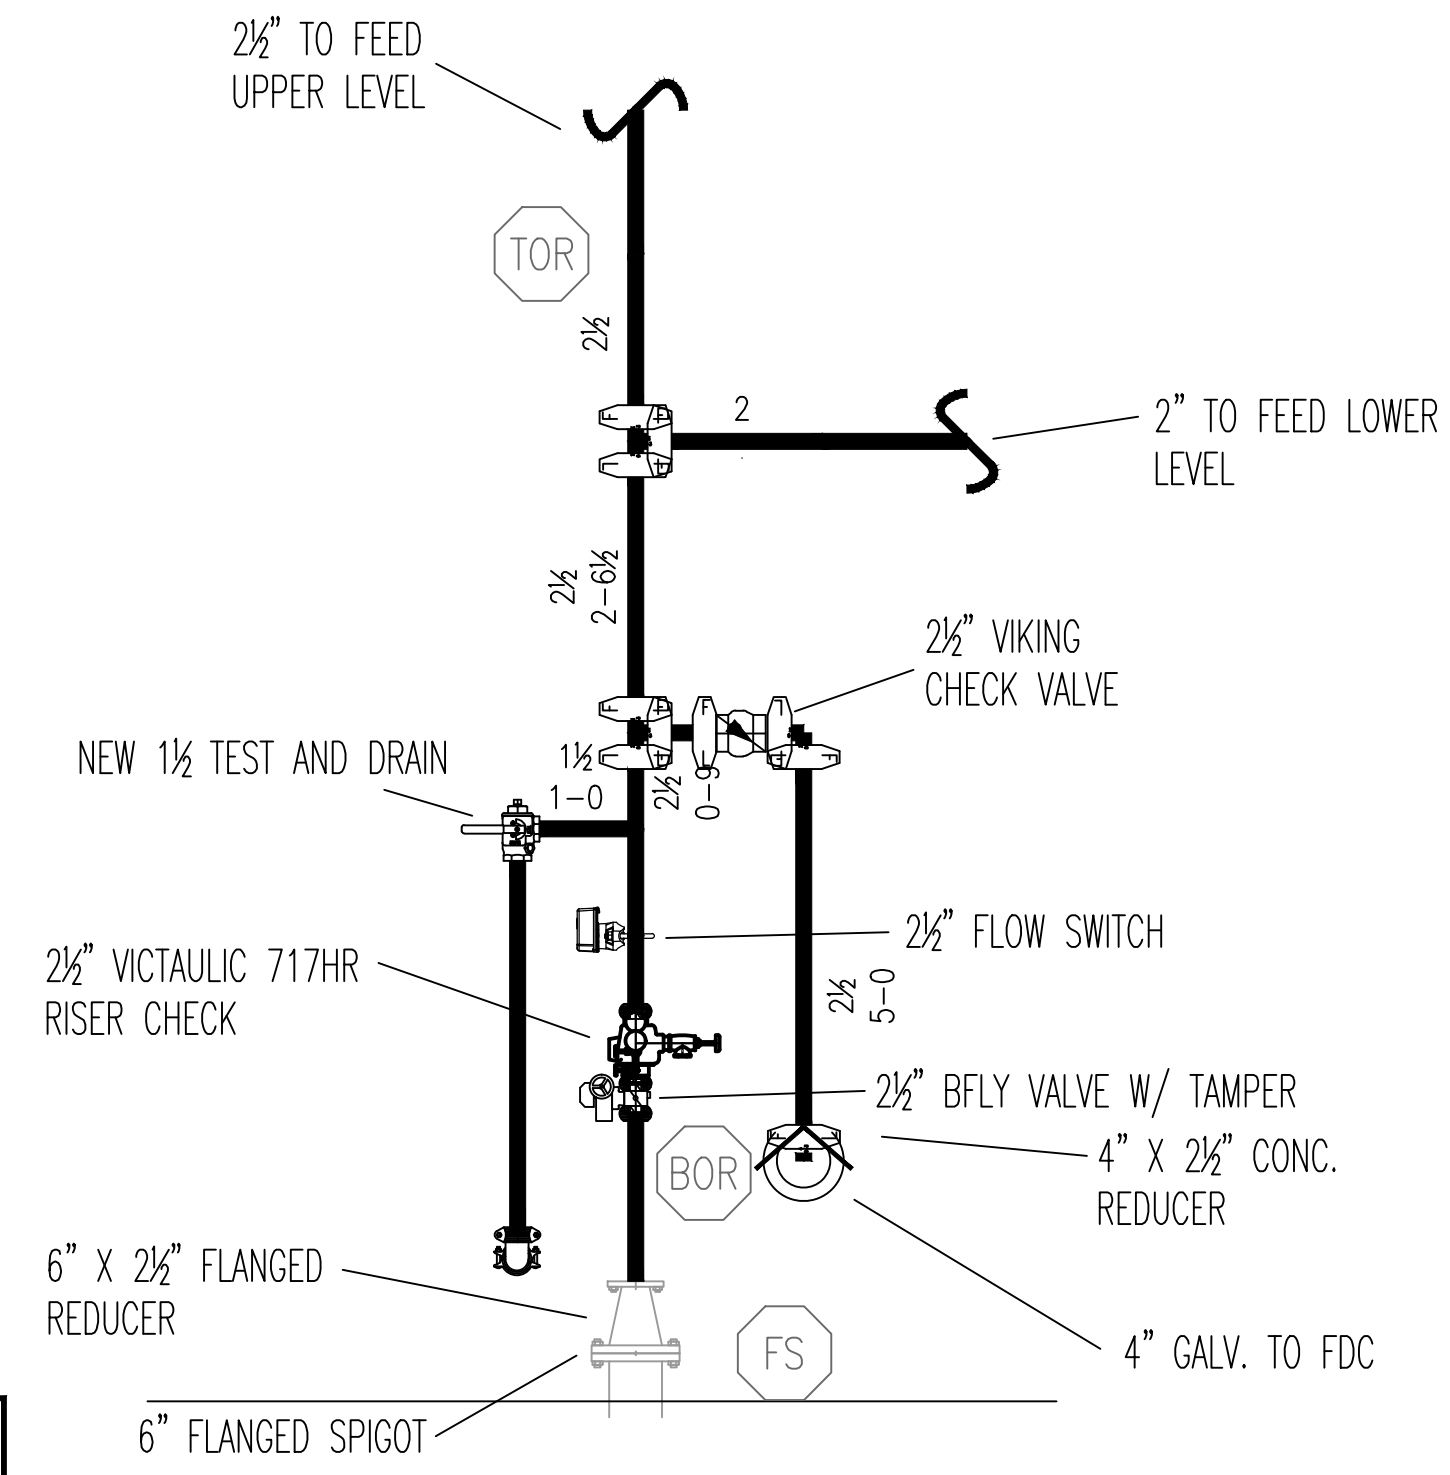 2½” TO FEED
UPPER LEVEL
TOR
2½
2
2” TO FEED LOWER
LEVEL
2½
2-6½
2½” VIKING
CHECK VALVE
NEW 1½ TEST AND DRAIN
1½
1-0
2½
0-9
2½” VICTAULIC 717HR
RISER CHECK
2½” FLOW SWITCH
2½
5-0
2½” BFLY VALVE W/ TAMPER
4” X 2½” CONC.
REDUCER
BOR
6” X 2½” FLANGED
REDUCER
FS
4” GALV. TO FDC
6” FLANGED SPIGOT